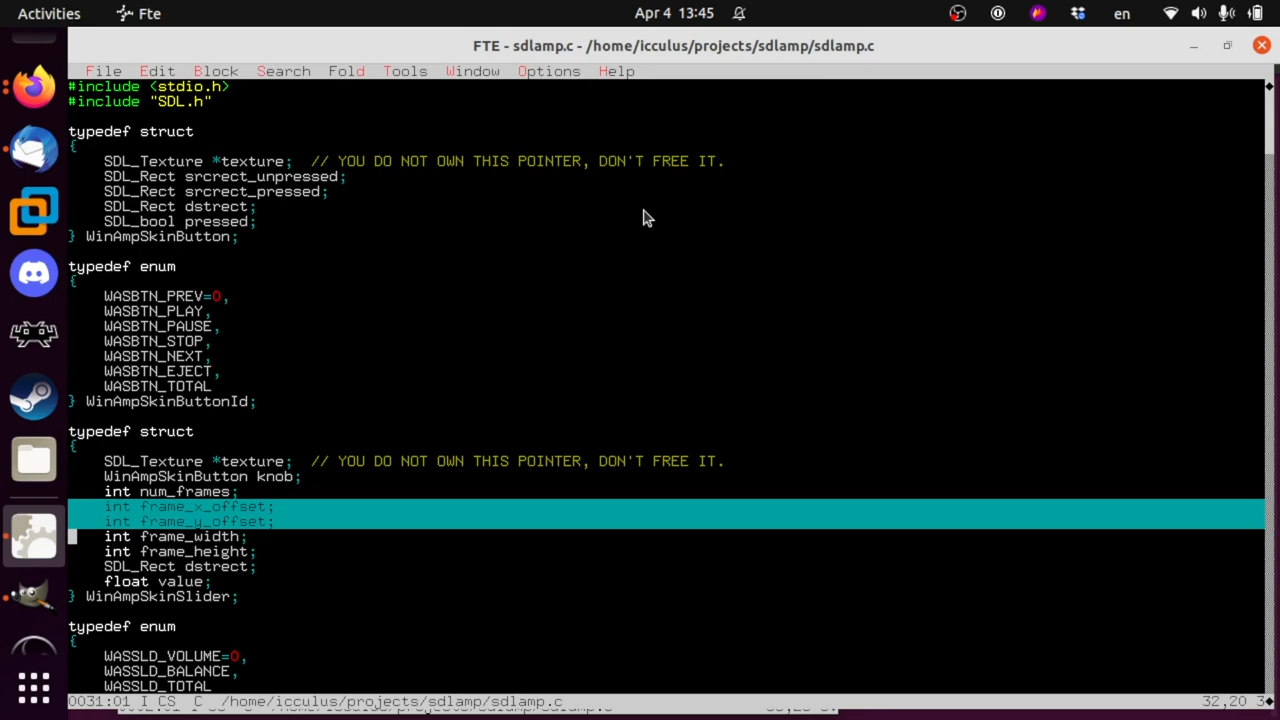 Activities Fte Apr 4 13:45 en
FTE - sdlamp.c - /home/icculus/projects/sdlamp/sdlamp.c
File Edit Block Search Fold Tools Window Options Help
#include <stdio.h>
#include "SDL.h"
typedef struct
{
SDL_Texture *texture; // YOU DO NOT OWN THIS POINTER, DON'T FREE IT.
SDL_Rect srcrect_unpressed;
SDL_Rect srcrect_pressed;
SDL_Rect dstrect;
SDL_bool pressed;
} WinAmpSkinButton;
typedef enum
{
WASBTN_PREV=0,
WASBTN_PLAY,
WASBTN_PAUSE,
WASBTN_STOP,
WASBTN_NEXT,
WASBTN_EJECT,
WASBTN_TOTAL
} WinAmpSkinButtonId;
typedef struct
{
SDL_Texture *texture; // YOU DO NOT OWN THIS POINTER, DON'T FREE IT.
WinAmpSkinButton knob;
int num_frames;
int frame_x_offset;
int frame_y_offset;
int frame_width;
int frame_height;
SDL_Rect dstrect;
float value;
} WinAmpSkinSlider;
typedef enum
{
WASSLD_VOLUME=0,
WASSLD_BALANCE,
WASSLD_TOTAL
0031:01 I CS C /home/icculus/projects/sdlamp/sdlamp.c 32,20 3